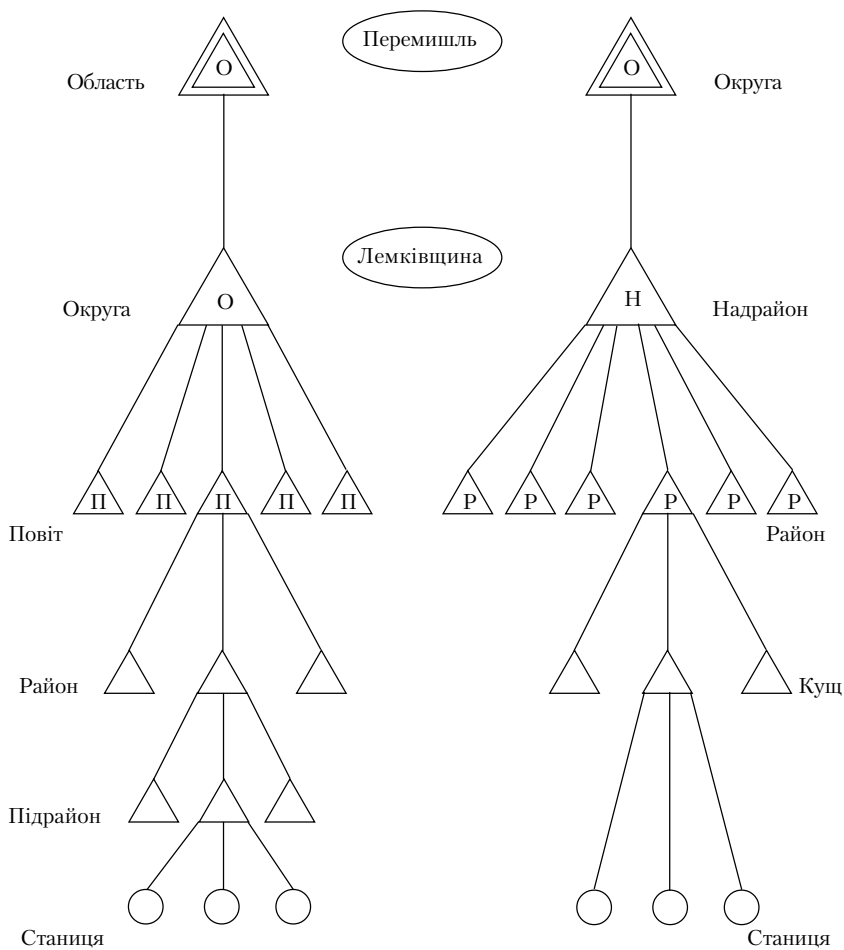 Перемишль
О
О
Область
Округа
Лемківщина
О
Н
Округа
Надрайон
П П П П П
Р Р Р Р Р Р
Повіт
Район
Район
Кущ
Підрайон
Станиця
Станиця